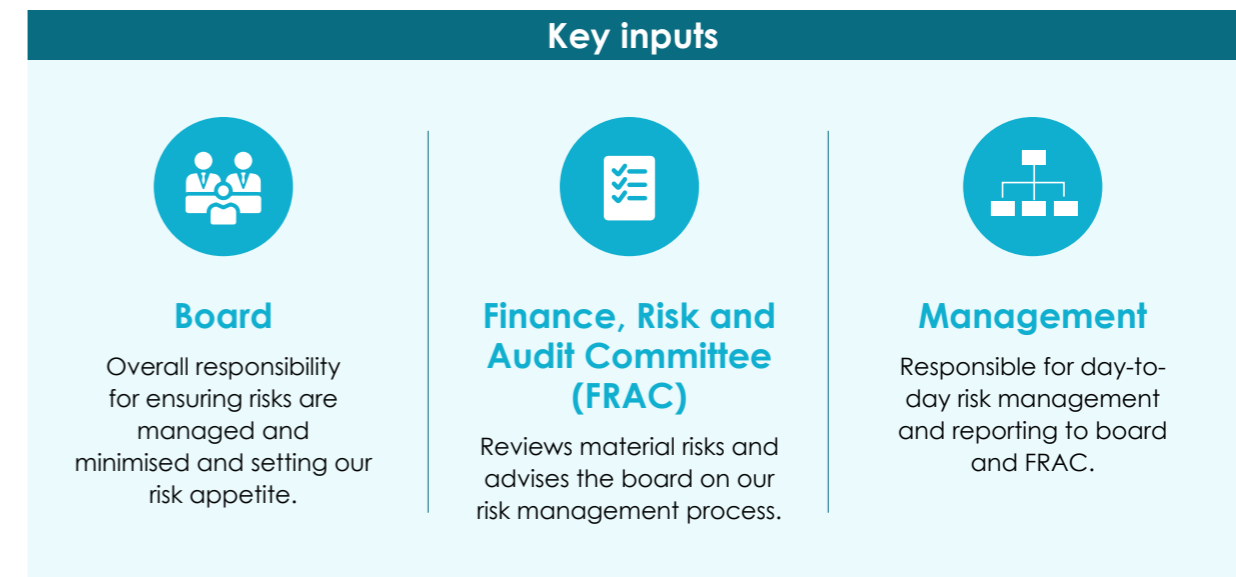 Key inputs
Board
Overall responsibility
for ensuring risks are
managed and
minimised and setting our
risk appetite.
Finance, Risk and
Audit Committee
(FRAC)
Reviews material risks and
advises the board on our
risk management process.
Management
Responsible for day-to-
day risk management
and reporting to board
and FRAC.